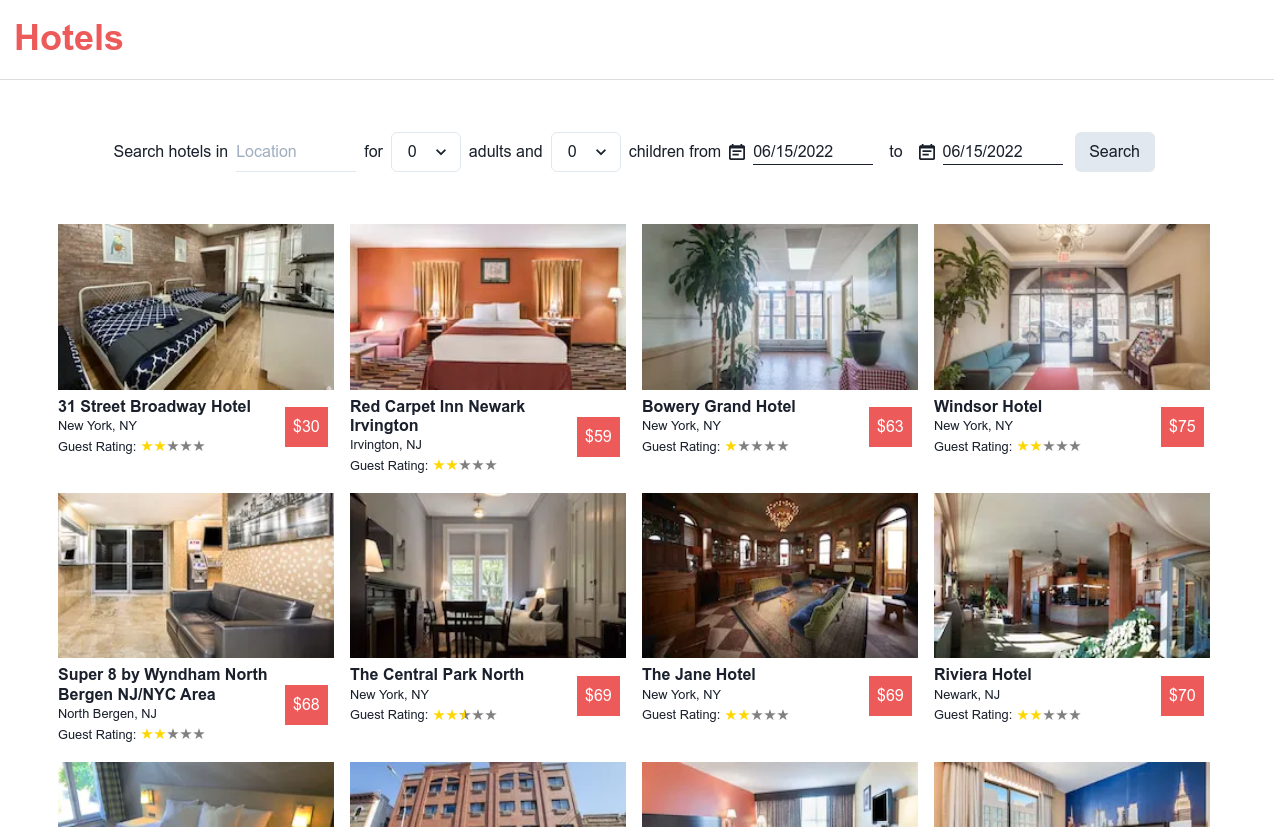 Hotels
Search hotels in Location for 0 adults and 0 children from 06/15/2022 to 06/15/2022 Search
31 Street Broadway Hotel
New York, NY
Guest Rating:
$30
Red Carpet Inn Newark
Irvington
Irvington, NJ
Guest Rating:
$59
Bowery Grand Hotel
New York, NY
Guest Rating:
$63
Windsor Hotel
New York, NY
Guest Rating:
$75
Super 8 by Wyndham North
Bergen NJ/NYC Area
North Bergen, NJ
Guest Rating:
$68
The Central Park North
New York, NY
Guest Rating:
$69
The Jane Hotel
New York, NY
Guest Rating:
$69
Riviera Hotel
Newark, NJ
Guest Rating:
$70